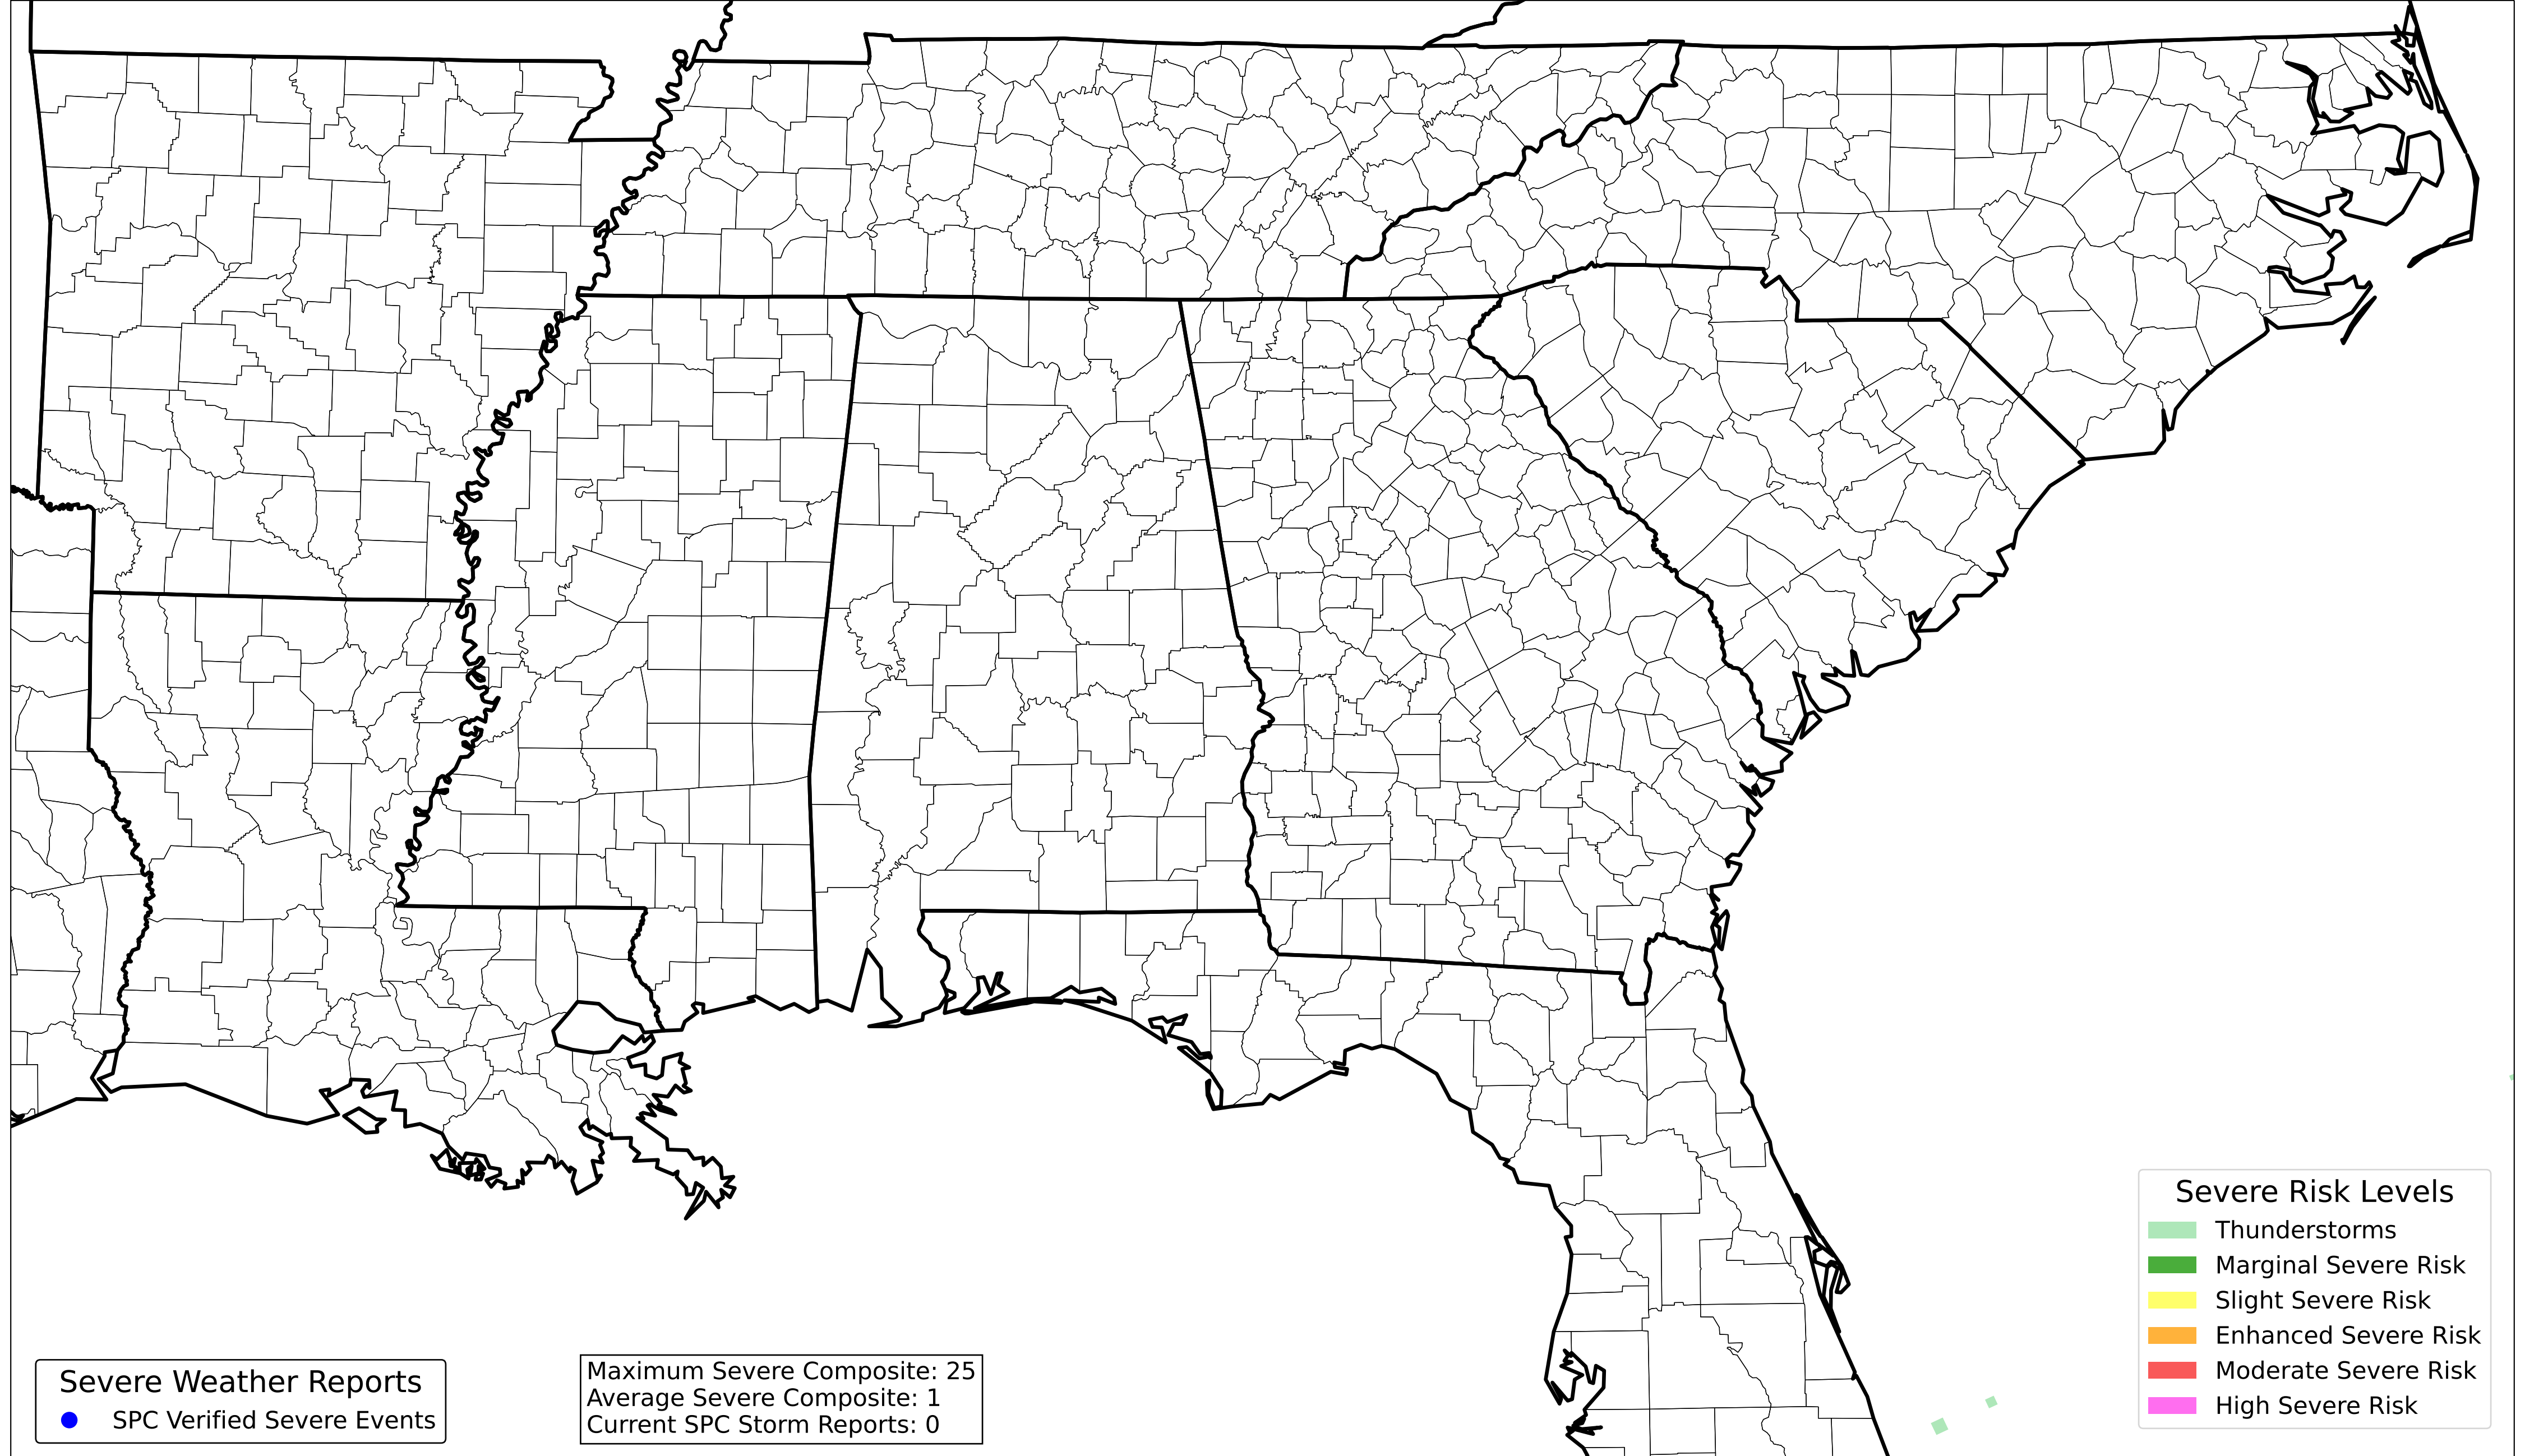 Severe Risk Levels
Thunderstorms
Marginal Severe Risk
Slight Severe Risk
Enhanced Severe Risk
Moderate Severe Risk
High Severe Risk
Severe Weather Reports
SPC Verified Severe Events
Maximum Severe Composite: 25
Average Severe Composite: 1
Current SPC Storm Reports: 0